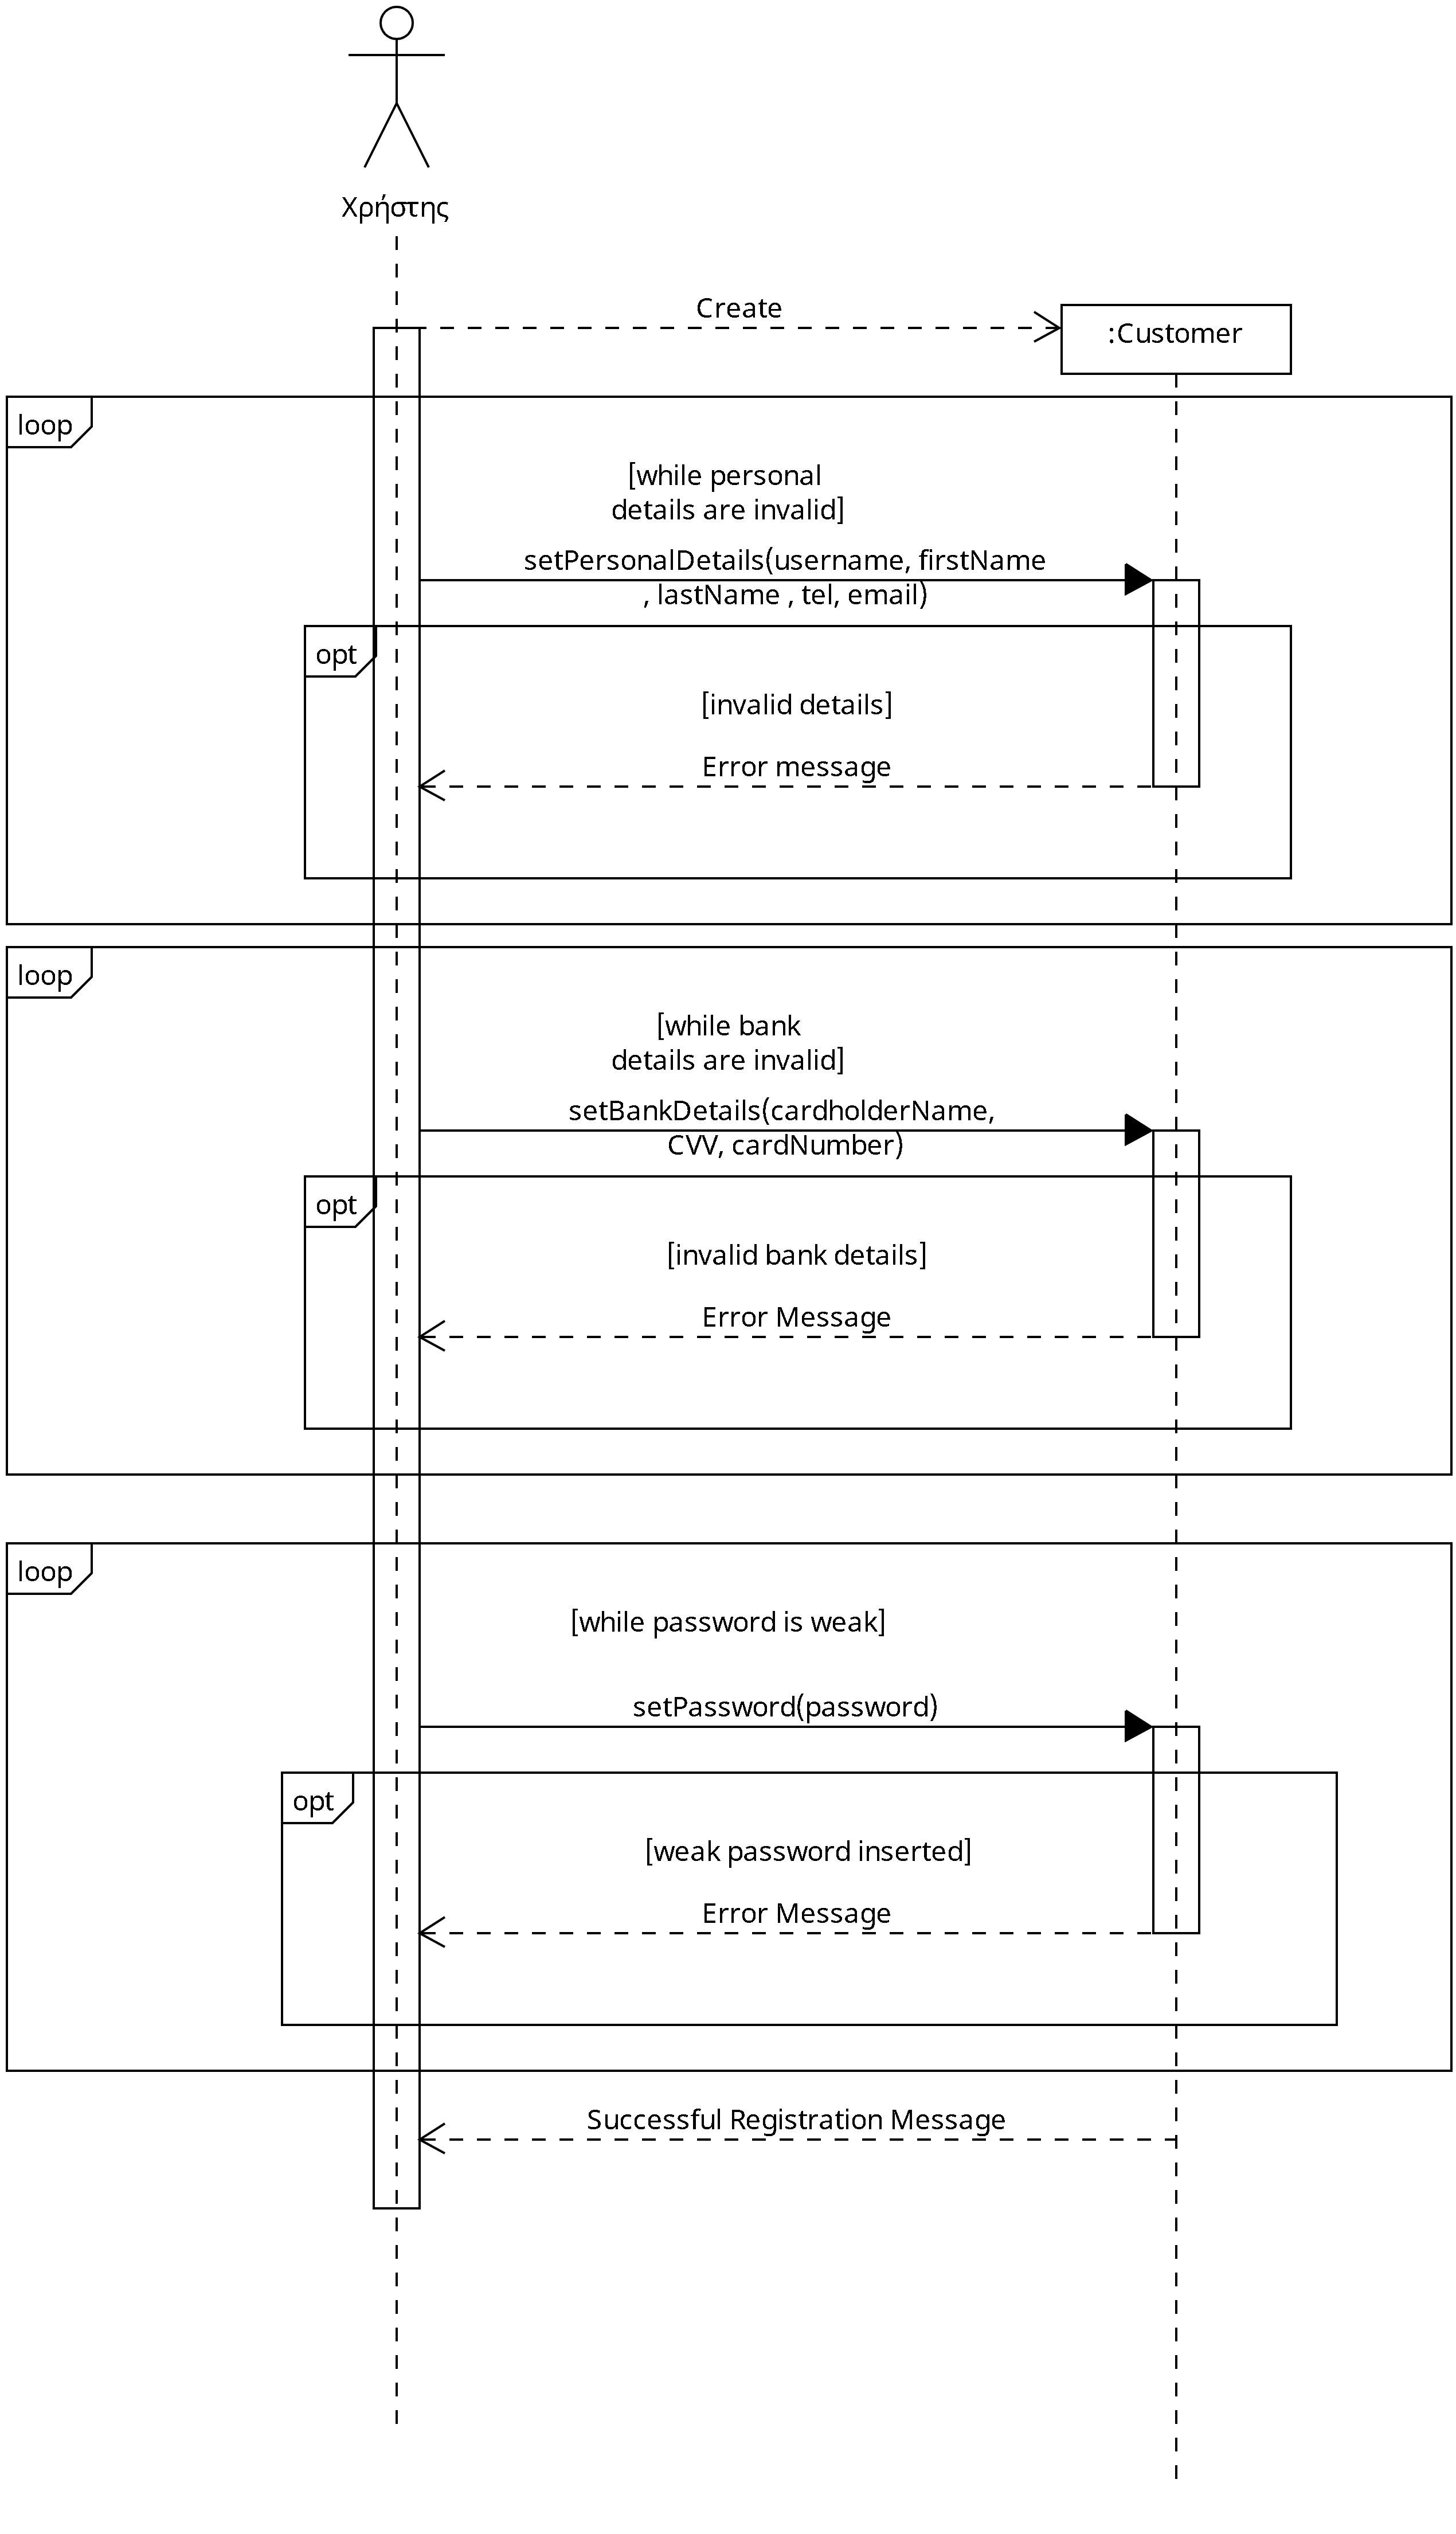 Χρήστης
Create
:Customer
loop
[while personal
details are invalid]
setPersonalDetails(username, firstName
, lastName , tel, email)
opt
[invalid details]
Error message
loop
[while bank
details are invalid]
setBankDetails(cardholderName,
CVV, cardNumber)
opt
[invalid bank details]
Error Message
loop
[while password is weak]
setPassword(password)
opt
[weak password inserted]
Error Message
Successful Registration Message